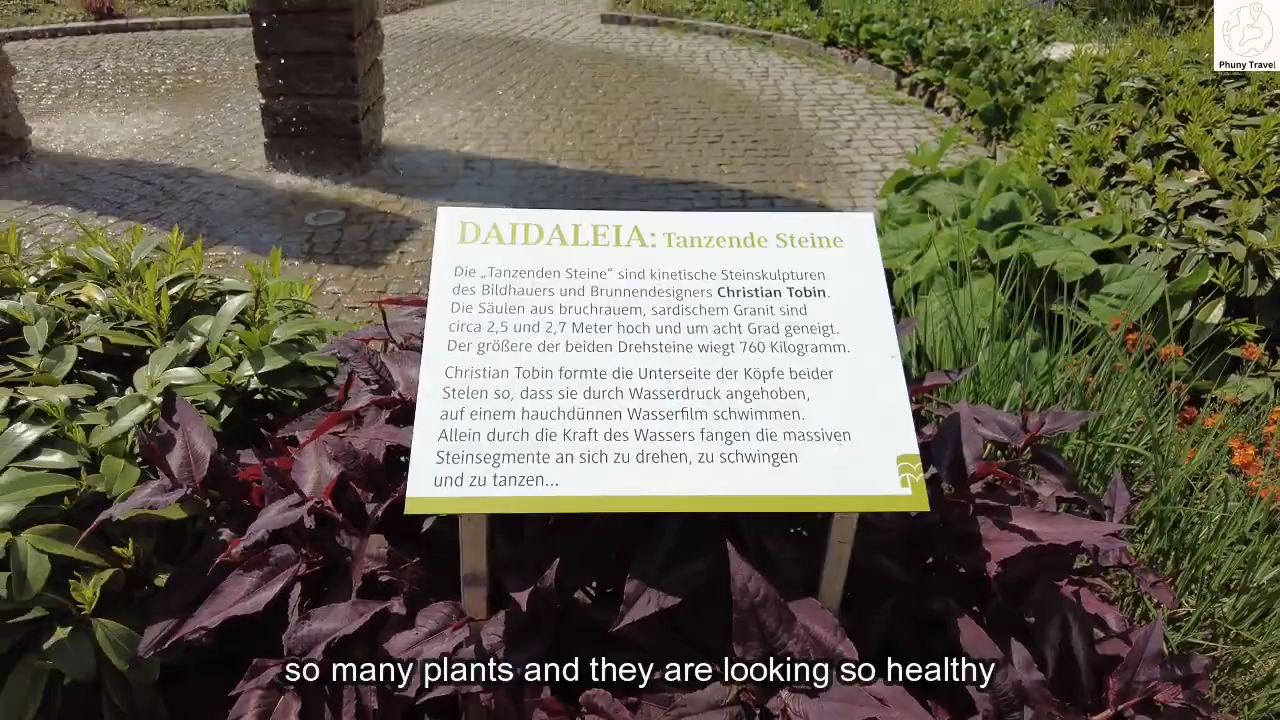 Phuny Travel
DAIDALEIA: Tanzende Steine
Die „Tanzenden Steine“ sind kinetische Steinskulpturen
des Bildhauers und Brunnendesigners Christian Tobin.
Die Säulen aus bruchrauem, sardischem Granit sind
circa 2,5 und 2,7 Meter hoch und um acht Grad geneigt.
Der größere der beiden Drehsteine wiegt 760 Kilogramm.
Christian Tobin formte die Unterseite der Köpfe beider
Stelen so, dass sie durch Wasserdruck angehoben,
auf einem hauchdünnen Wasserfilm schwimmen.
Allein durch die Kraft des Wassers fangen die massiven
Steinsegmente an sich zu drehen, zu schwingen
und zu tanzen...
so many plants and they are looking so healthy